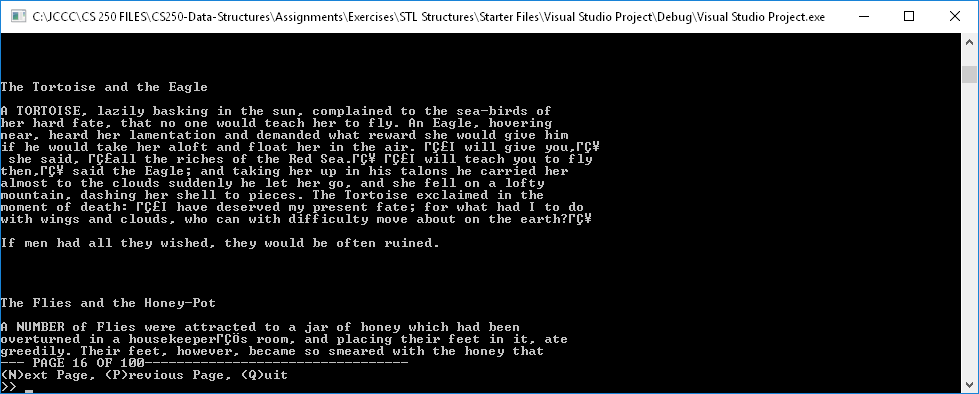 C:\JCCC\CS 250 FILES\CS250-Data-Structures\Assignments\Exercises\STL Structures\Starter Files\Visual Studio Project\Debug\Visual Studio Project.exe
The Tortoise and the Eagle
A TORTOISE, lazily basking in the sun, complained to the sea-birds of
her hard fate, that no one would teach her to fly. An Eagle, hovering
near, heard her lamentation and demanded what reward she would give him
if he would take her aloft and float her in the air. ΓÇ£I will give you,ΓÇ¥
she said, ΓÇ£all the riches of the Red Sea.ΓÇ¥ ΓÇ£I will teach you to fly
then,ΓÇ¥ said the Eagle; and taking her up in his talons he carried her
almost to the clouds suddenly he let her go, and she fell on a lofty
mountain, dashing her shell to pieces. The Tortoise exclaimed in the
moment of death: ΓÇ£I have deserved my present fate; for what had I to do
with wings and clouds, who can with difficulty move about on the earth?ΓÇ¥
If men had all they wished, they would be often ruined.
The Flies and the Honey-Pot
A NUMBER of Flies were attracted to a jar of honey which had been
overturned in a housekeeperΓÇÖs room, and placing their feet in it, ate
greedily. Their feet, however, became so smeared with the honey that
--- PAGE 16 OF 100---------------------------------
(N)ext Page, (P)revious Page, (Q)uit
>> _